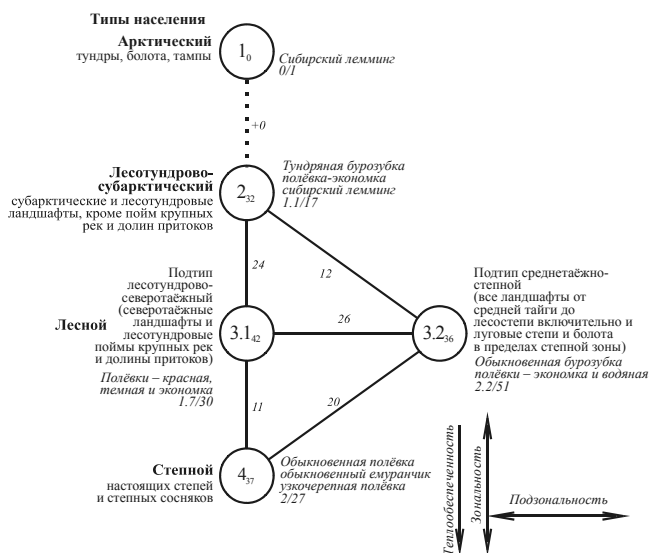 Типы населения
Арктический
тундры, болота, тампы
1₀
Сибирский лемминг
0/1
+0
Лесотундрово-
субарктический
субарктические и лесотундровые
ландшафты, кроме пойм крупных
рек и долин притоков
2₃₂
Тундряная бурозубка
полёвка-экономка
сибирский лемминг
1.1/17
24
12
Лесной
Подтип
лесотундрово-
северотаёжный
(северотаёжные
ландшафты и
лесотундровые
поймы крупных рек
и долины притоков)
Полёвки – красная,
темная и экономка
1.7/30
3.1₄₂
26
3.2₃₆
Подтип среднетаёжно-
степной
(все ландшафты от
средней тайги до
лесостепи включительно и
луговые степи и болота
в пределах степной зоны)
Обыкновенная бурозубка
полёвки – экономка и водяная
2.2/51
11
20
Степной
настоящих степей
и степных сосняков
4₃₇
Обыкновенная полёвка
обыкновенный емуранчик
узкочерепная полёвка
2/27
Теплообеспеченность
Зональность
Подзональность